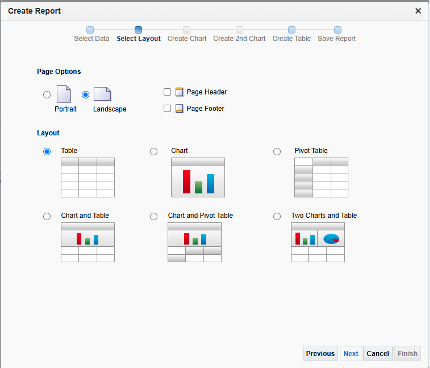 Create Report
Select Data Select Layout Create Chart Create 2nd Chart Create Table Save Report
Page Options
Portrait Landscape Page Header
Page Footer
Layout
Table Chart Pivot Table
Chart and Table Chart and Pivot Table Two Charts and Table
Previous Next Cancel Finish